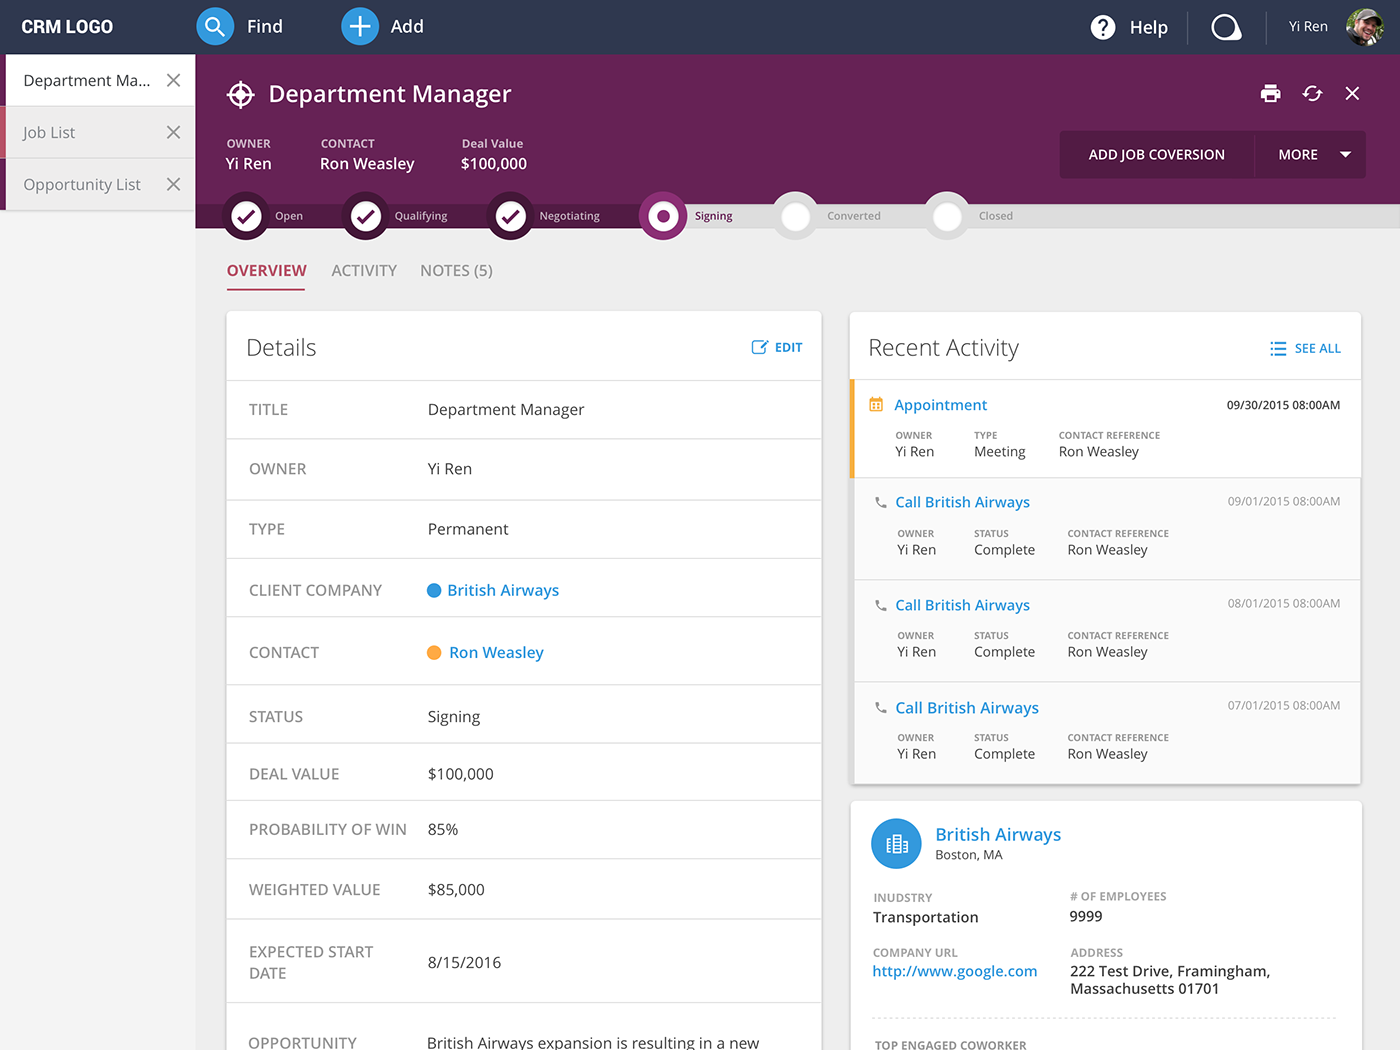 CRM LOGO
Find
Add
Help
Yi Ren
Department Ma...
Job List
Opportunity List
Department Manager
OWNER CONTACT Deal Value
Yi Ren Ron Weasley $100,000
ADD JOB COVERSION MORE
Open Qualifying Negotiating Signing Converted Closed
OVERVIEW ACTIVITY NOTES (5)
Details
EDIT
TITLE Department Manager
OWNER Yi Ren
TYPE Permanent
CLIENT COMPANY British Airways
CONTACT Ron Weasley
STATUS Signing
DEAL VALUE $100,000
PROBABILITY OF WIN 85%
WEIGHTED VALUE $85,000
EXPECTED START
DATE
8/15/2016
OPPORTUNITY British Airways expansion is resulting in a new
Recent Activity
SEE ALL
Appointment 09/30/2015 08:00AM
OWNER TYPE CONTACT REFERENCE
Yi Ren Meeting Ron Weasley
Call British Airways 09/01/2015 08:00AM
OWNER STATUS CONTACT REFERENCE
Yi Ren Complete Ron Weasley
Call British Airways 08/01/2015 08:00AM
OWNER STATUS CONTACT REFERENCE
Yi Ren Complete Ron Weasley
Call British Airways 07/01/2015 08:00AM
OWNER STATUS CONTACT REFERENCE
Yi Ren Complete Ron Weasley
British Airways
Boston, MA
INUDSTRY # OF EMPLOYEES
Transportation 9999
COMPANY URL ADDRESS
http://www.google.com 222 Test Drive, Framingham,
Massachusetts 01701
TOP ENGAGED COWORKER